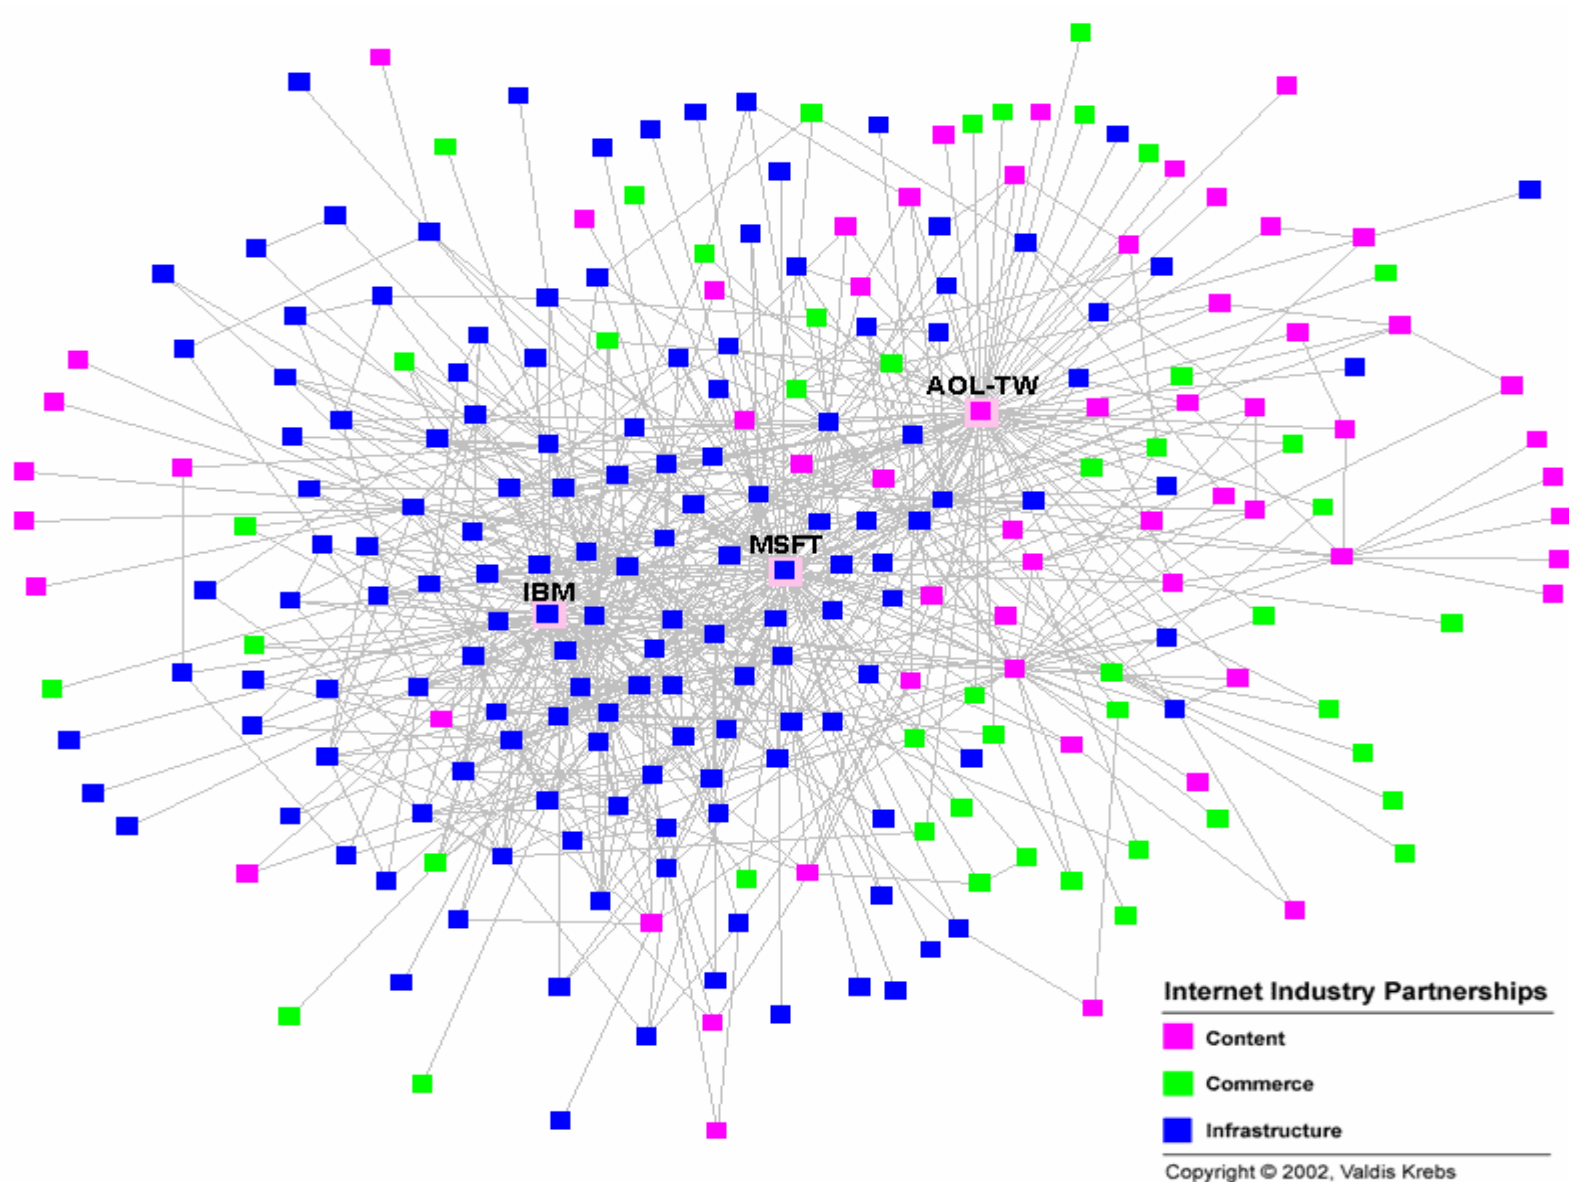 AOL-TW
MSFT
IBM
Internet Industry Partnerships
Content
Commerce
Infrastructure
Copyright © 2002, Valdis Krebs